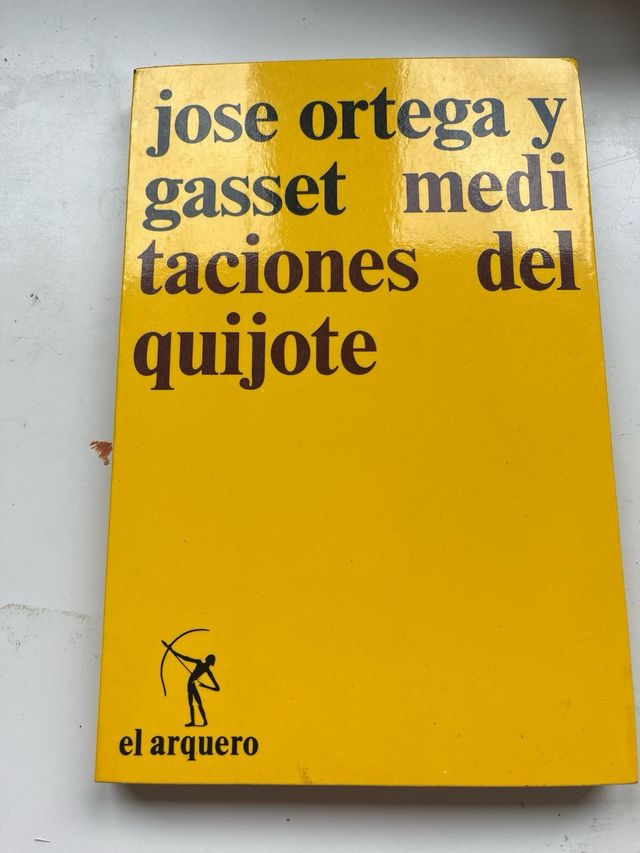 jose ortega y
gasset medi
taciones del
quijote
el arquero